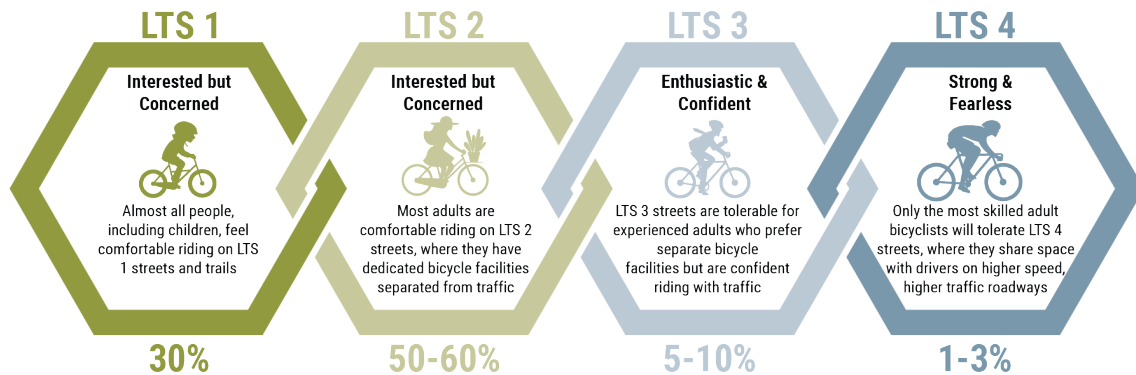 LTS 1
Interested but
Concerned
Almost all people,
including children, feel
comfortable riding on LTS
1 streets and trails
30%
LTS 2
Interested but
Concerned
Most adults are
comfortable riding on LTS 2
streets, where they have
dedicated bicycle facilities
separated from traffic
50-60%
LTS 3
Enthusiastic &
Confident
LTS 3 streets are tolerable for
experienced adults who prefer
separate bicycle
facilities but are confident
riding with traffic
5-10%
LTS 4
Strong &
Fearless
Only the most skilled adult
bicyclists will tolerate LTS 4
streets, where they share space
with drivers on higher speed,
higher traffic roadways
1-3%